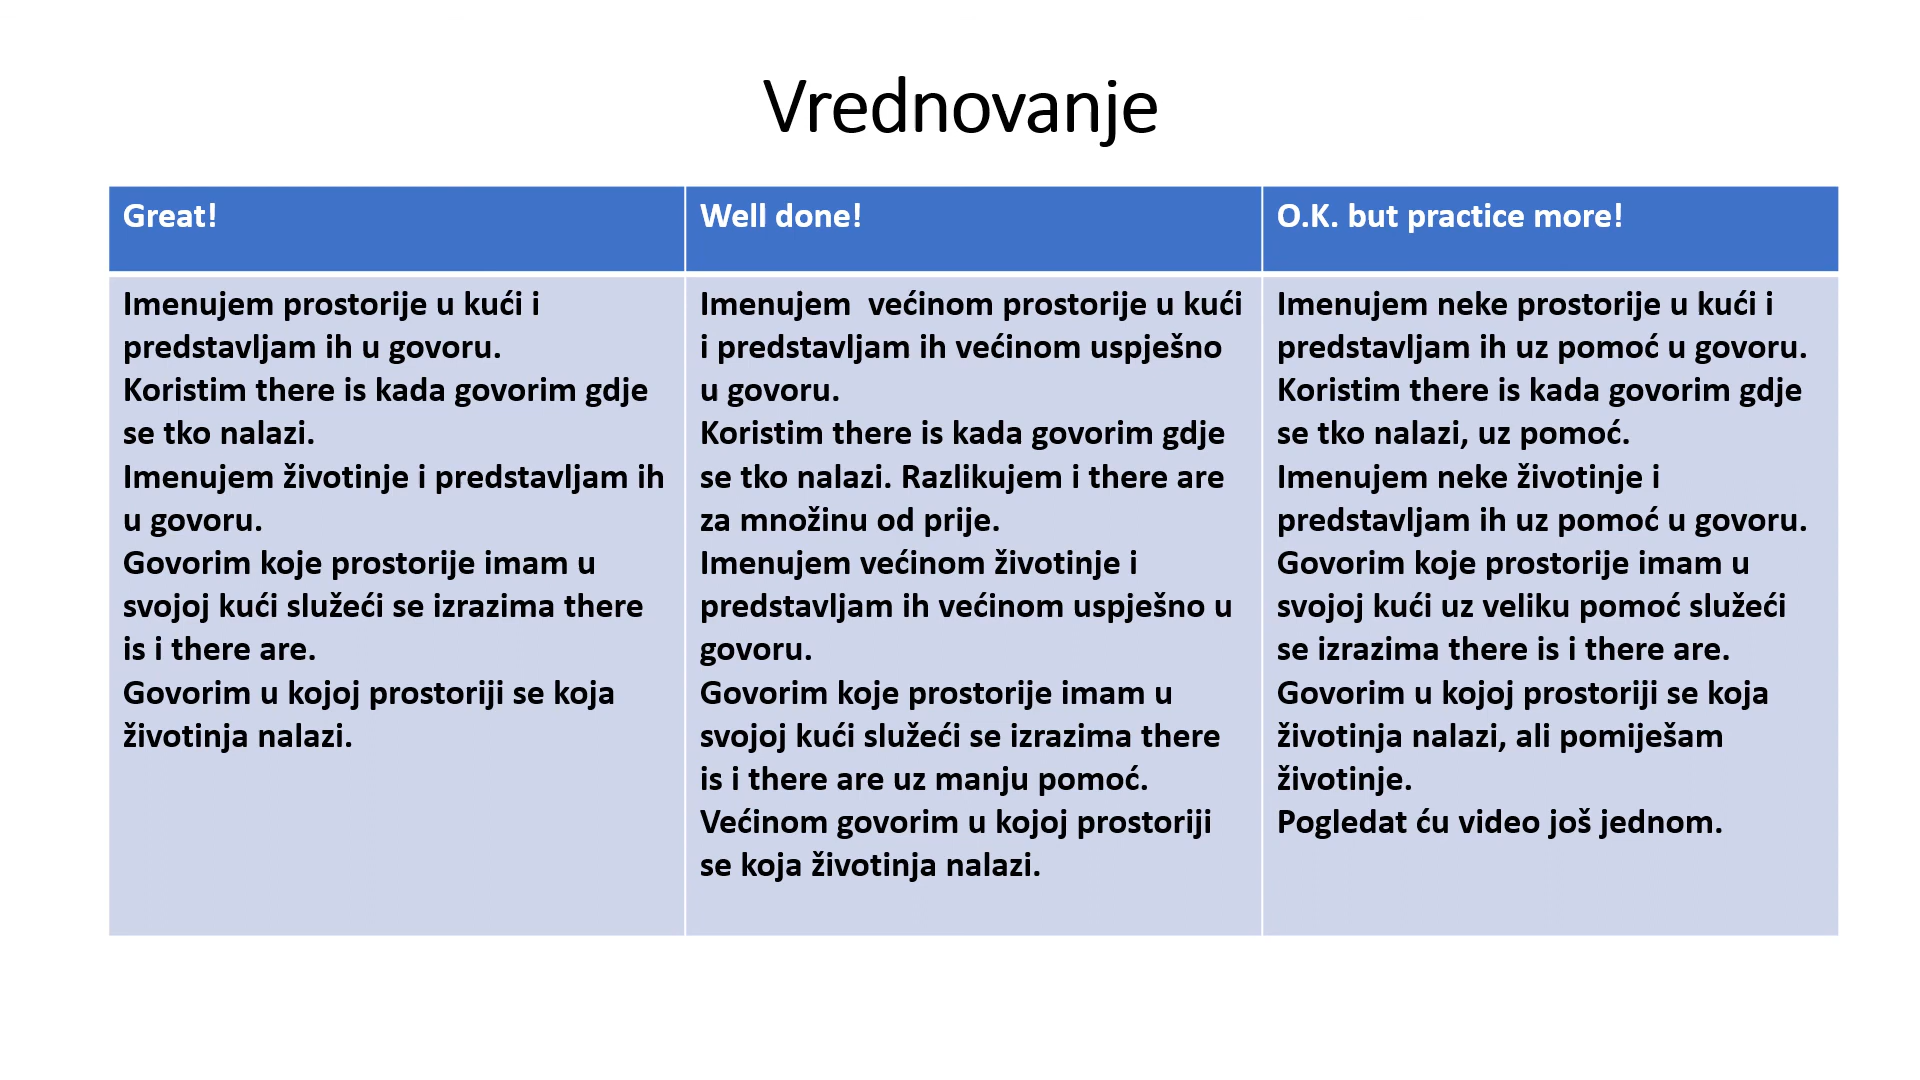 Vrednovanje
Great!
Well done!
O.K. but practice more!
Imenujem prostorije u kući i
predstavljam ih u govoru.
Koristim there is kada govorim gdje
se tko nalazi.
Imenujem životinje i predstavljam ih
u govoru.
Govorim koje prostorije imam u
svojoj kući služeći se izrazima there
is i there are.
Govorim u kojoj prostoriji se koja
životinja nalazi.
Imenujem  većinom prostorije u kući
i predstavljam ih većinom uspješno
u govoru.
Koristim there is kada govorim gdje
se tko nalazi. Razlikujem i there are
za množinu od prije.
Imenujem većinom životinje i
predstavljam ih većinom uspješno u
govoru.
Govorim koje prostorije imam u
svojoj kući služeći se izrazima there
is i there are uz manju pomoć.
Većinom govorim u kojoj prostoriji
se koja životinja nalazi.
Imenujem neke prostorije u kući i
predstavljam ih uz pomoć u govoru.
Koristim there is kada govorim gdje
se tko nalazi, uz pomoć.
Imenujem neke životinje i
predstavljam ih uz pomoć u govoru.
Govorim koje prostorije imam u
svojoj kući uz veliku pomoć služeći
se izrazima there is i there are.
Govorim u kojoj prostoriji se koja
životinja nalazi, ali pomiješam
životinje.
Pogledat ću video još jednom.